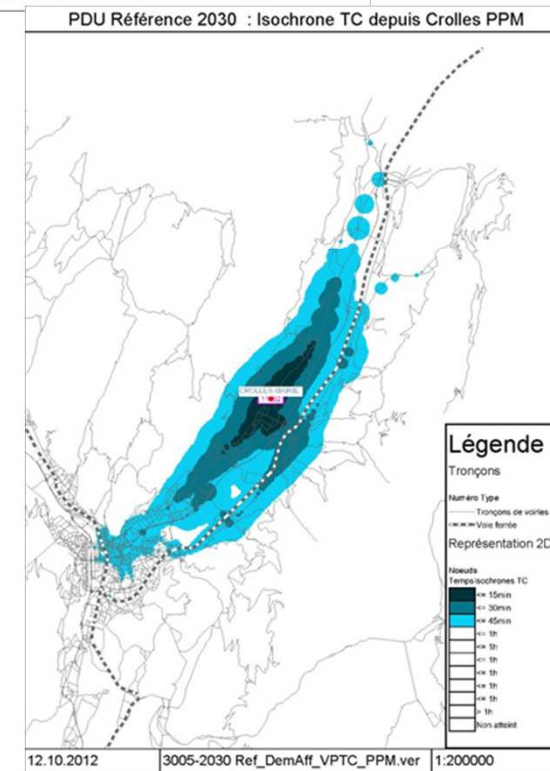 PDU Référence 2030 : Isochrone TC depuis Crolles PPM
CROLLES MAIRIE
Légende
Tronçons
Numéro Type
Tronçons de voiries
Voie ferrée
Représentation 2D
Noeuds
Temps Isochrones TC
<= 15min
<= 30min
<= 45min
<= 1h
<= 1h
<= 1h
<= 1h
<= 1h
<= 1h
> 1h
Non atteint
12.10.2012
3005-2030 Ref_DemAff_VPTC_PPM.ver
1:200000